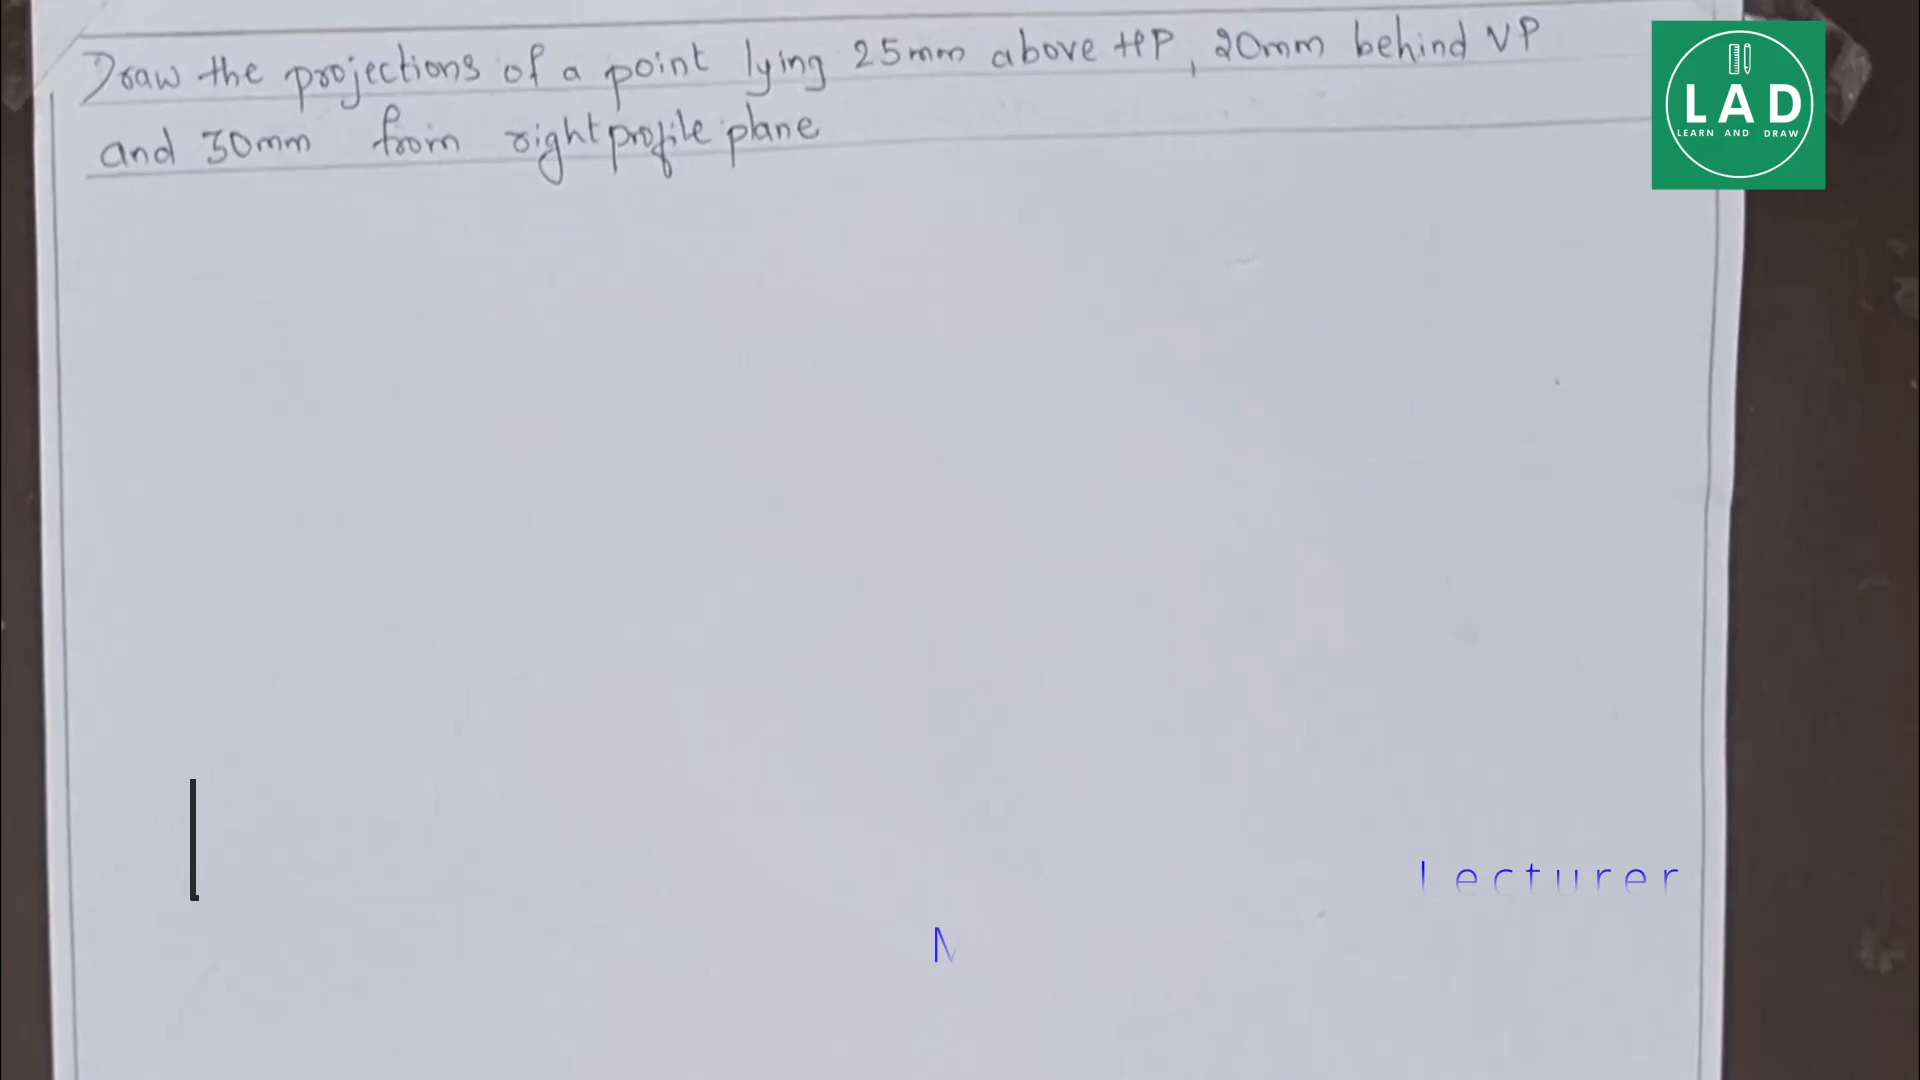 Draw the projections of a point lying 25mm above HP, 20mm behind VP
and 30mm from right profile plane
LAD
LEARN AND DRAW
Lecturer